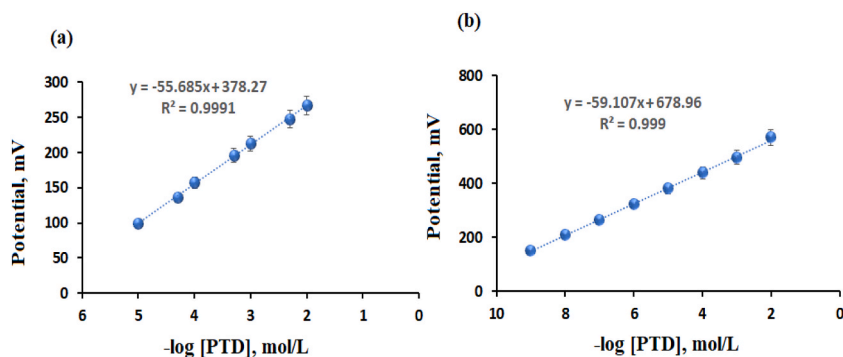 (a)
y = -55.685x+378.27
R² = 0.9991
Potential, mV
300
250
200
150
100
50
0
6 5 4 3 2 1 0
-log [PTD], mol/L
(b)
y = -59.107x+678.96
R² = 0.999
Potential, mV
800
600
400
200
0
10 8 6 4 2 0
-log [PTD], mol/L